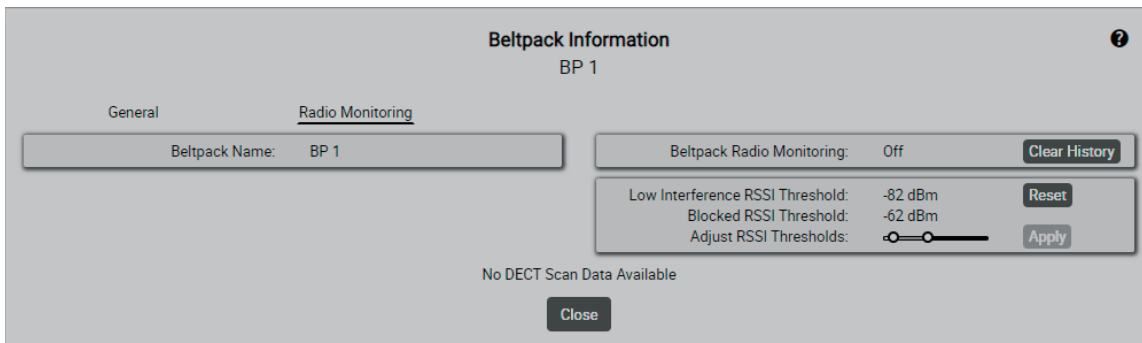 Beltpack Information
BP 1
General Radio Monitoring
Beltpack Name: BP 1
Beltpack Radio Monitoring: Off Clear History
Low Interference RSSI Threshold: -82 dBm Reset
Blocked RSSI Threshold: -62 dBm
Adjust RSSI Thresholds: Apply
No DECT Scan Data Available
Close